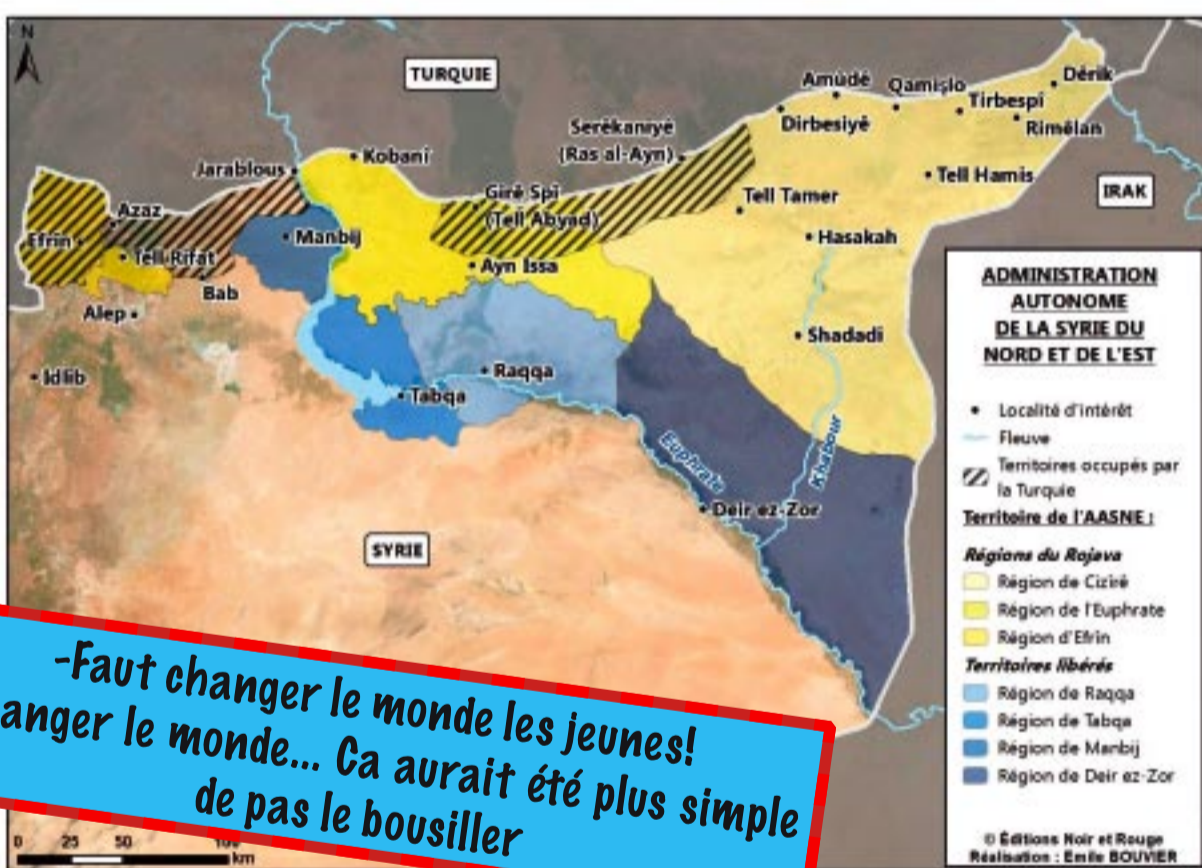 N
TURQUIE
Amûdê
Qamişlo
Dêrik
Tirbespî
Dirbesiyê
Rimêlan
Serêkaniyê
(Ras al-Ayn)
Kobanî
Jarablous
Tell Hamis
IRAK
Girê Spî
(Tell Abyad)
Tell Tamer
Azaz
Efrîn
Manbij
Hasakah
Tell Rifat
Ayn Issa
Bab
Alep
Shadadi
Idlib
Raqqa
Tabqa
Euphrate
Khabour
Deir ez-Zor
SYRIE
ADMINISTRATION
AUTONOME
DE LA SYRIE DU
NORD ET DE L'EST
Localité d'intérêt
Fleuve
Territoires occupés par
la Turquie
Territoire de l'AASNE :
Régions du Rojava
Région de Cizîrê
Région de l'Euphrate
Région d'Efrîn
Territoires libérés
Région de Raqqa
Région de Tabqa
Région de Manbij
Région de Deir ez-Zor
© Éditions Noir et Rouge
Réalisation : Emile BOUVIER
-Faut changer le monde les jeunes!
anger le monde... Ca aurait été plus simple
de pas le bousiller
0 25 50 100
km